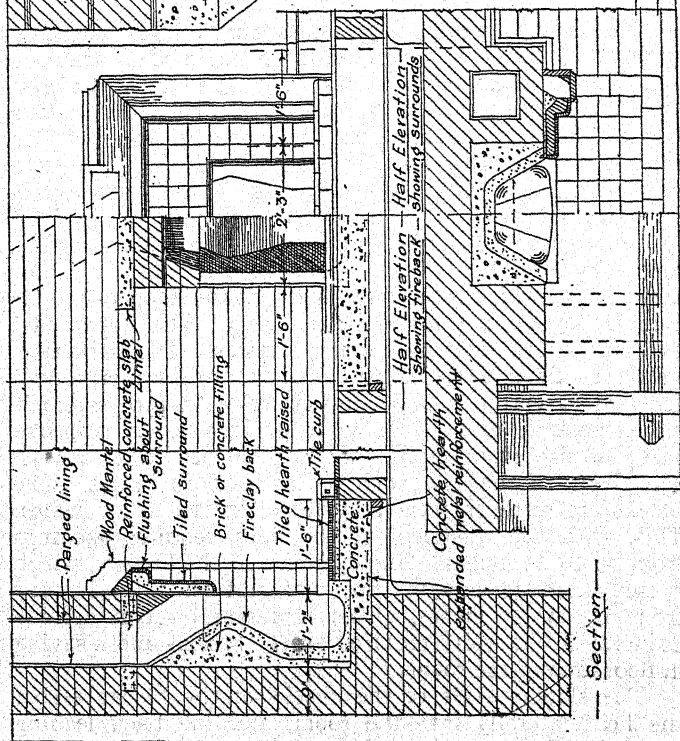 Parged lining
Wood Mantel
Reinforced concrete slab
Lintel
Flushing about
surround
Tiled surround
Brick or concrete filling
Fireclay back
Tiled hearth raised
Tile curb
1'-6"
2'-3"
1'-6"
Half Elevation
showing fireback
Half Elevation
showing surrounds
1'-6"
1'-2"
9"
Concrete
Concrete hearth
expanded metal reinforcement
Section